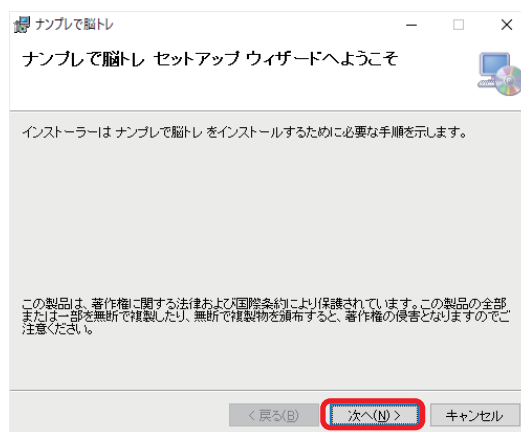 ナンプレで脳トレ
ナンプレで脳トレ セットアップ ウィザードへようこそ
インストーラーは ナンプレで脳トレ をインストールするために必要な手順を示します。
この製品は、著作権に関する法律および国際条約により保護されています。この製品の全部
または一部を無断で複製したり、無断で複製物を頒布すると、著作権の侵害となりますのでご
注意ください。
< 戻る(B)
次へ(N) >
キャンセル